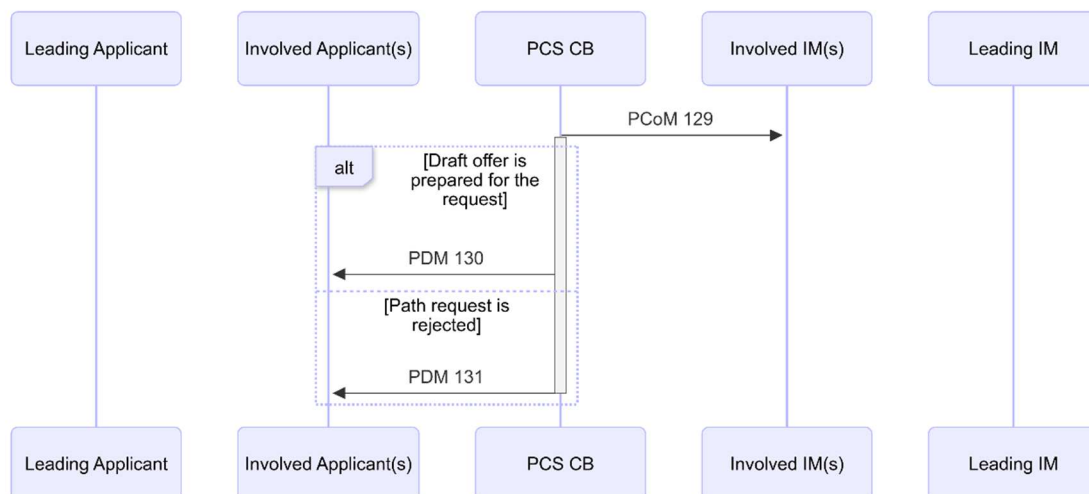 Leading Applicant
Involved Applicant(s)
PCS CB
Involved IM(s)
Leading IM
PCoM 129
alt
[Draft offer is
prepared for the
request]
PDM 130
[Path request is
rejected]
PDM 131
Leading Applicant
Involved Applicant(s)
PCS CB
Involved IM(s)
Leading IM